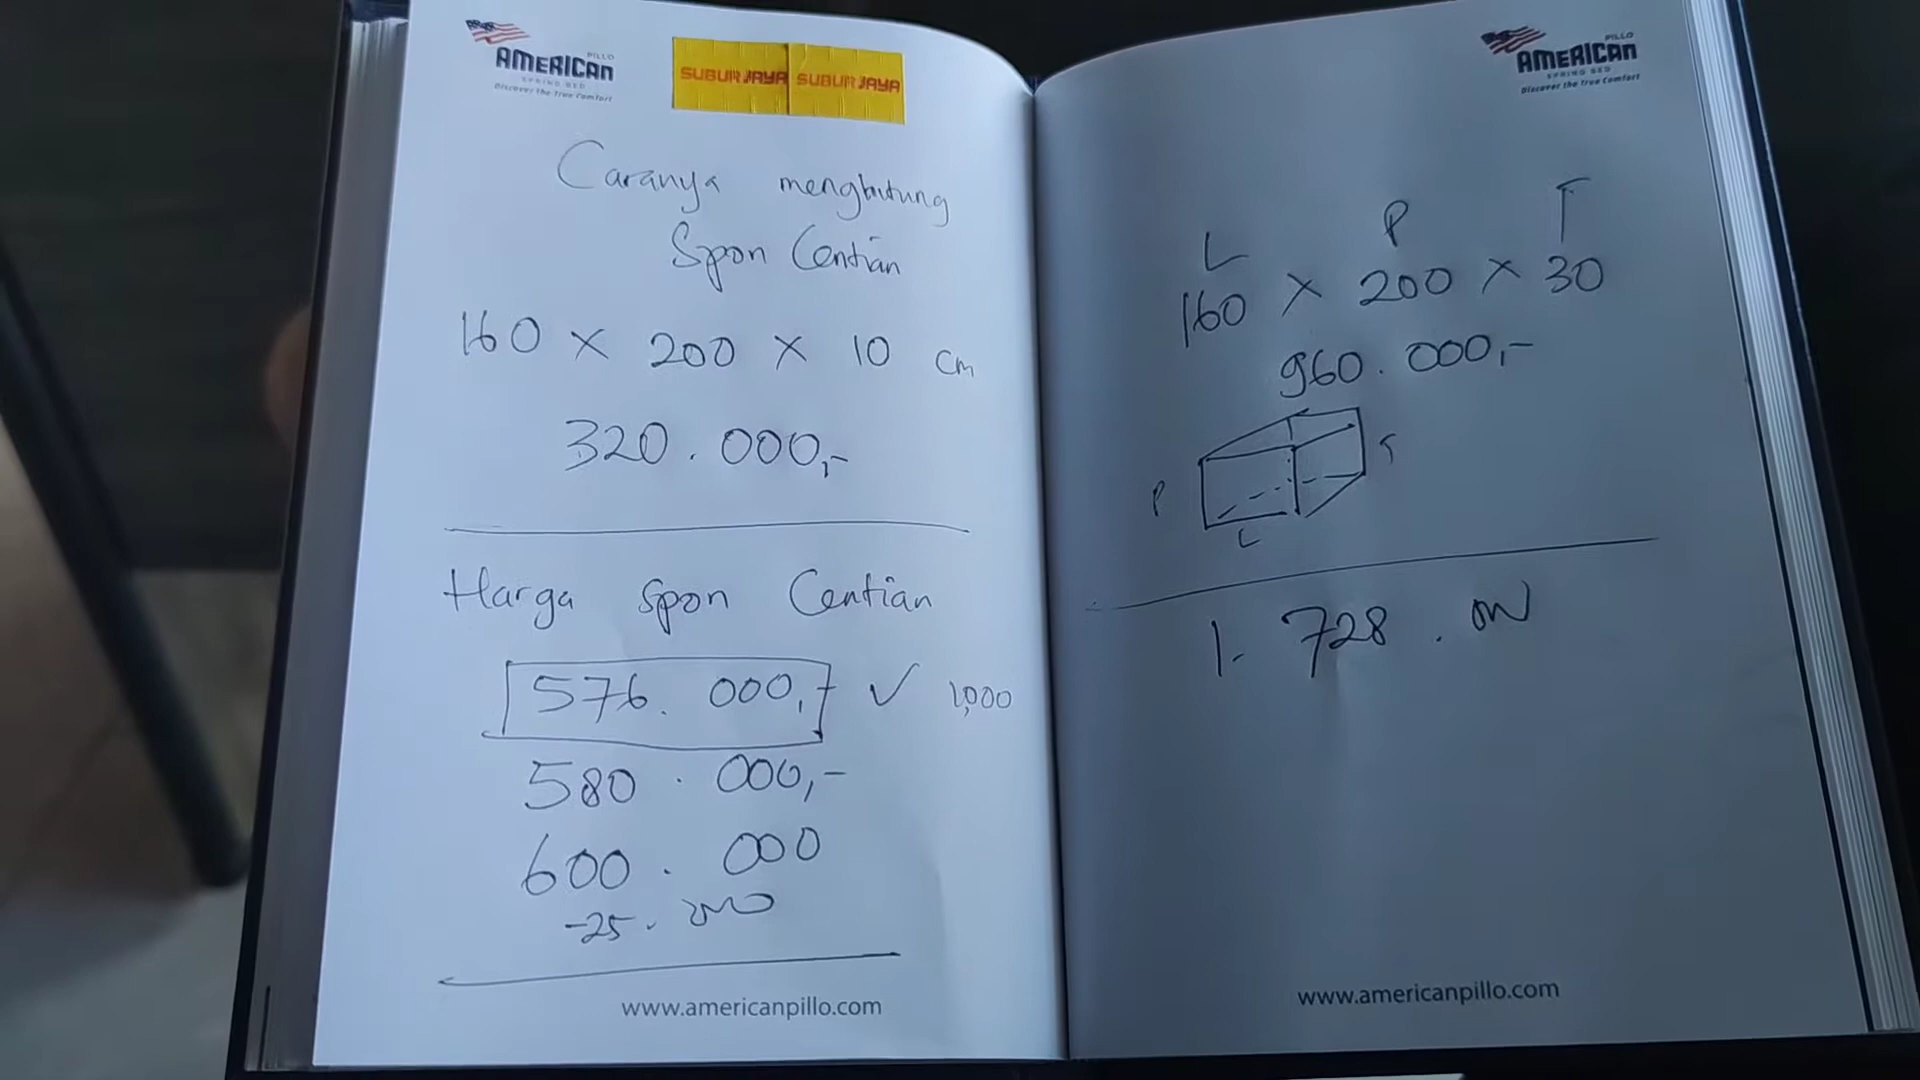 PILLO
AMERICAN
SPRING BED
Discover the True Comfort
SUBUR JAYA SUBUR JAYA
Caranya menghitung
Spon Centian
160 x 200 x 10 cm
320.000,-
Harga Spon Centian
576.000,- ✓ 1,000
580.000,-
600.000
-25.000
www.americanpillo.com
PILLO
AMERICAN
SPRING BED
Discover the True Comfort
L P T
160 x 200 x 30
960.000,-
P T
L
1.728.000
www.americanpillo.com